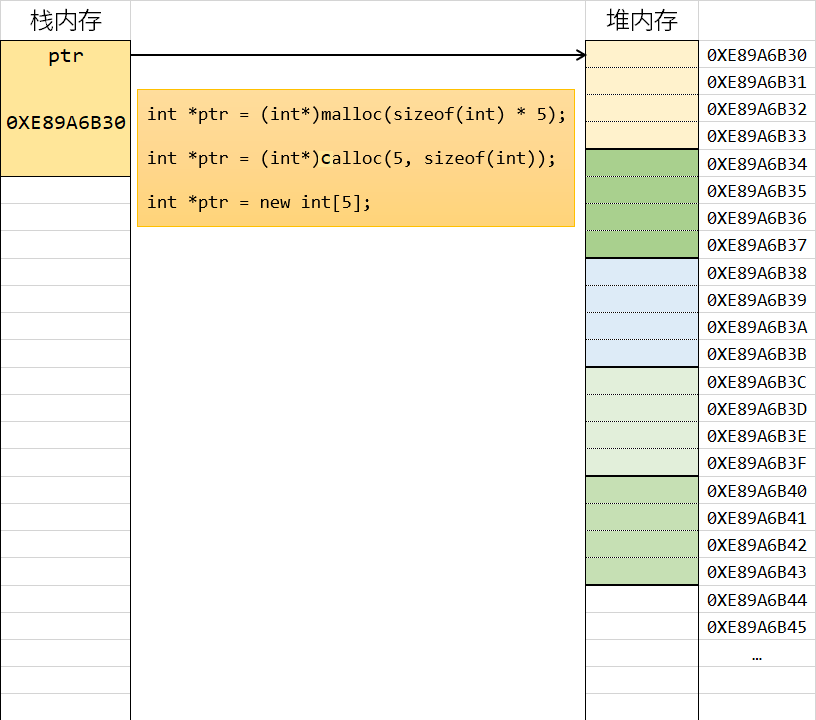 栈内存
堆内存
ptr
0XE89A6B30
int *ptr = (int*)malloc(sizeof(int) * 5);
int *ptr = (int*)calloc(5, sizeof(int));
int *ptr = new int[5];
0XE89A6B30
0XE89A6B31
0XE89A6B32
0XE89A6B33
0XE89A6B34
0XE89A6B35
0XE89A6B36
0XE89A6B37
0XE89A6B38
0XE89A6B39
0XE89A6B3A
0XE89A6B3B
0XE89A6B3C
0XE89A6B3D
0XE89A6B3E
0XE89A6B3F
0XE89A6B40
0XE89A6B41
0XE89A6B42
0XE89A6B43
0XE89A6B44
0XE89A6B45
…